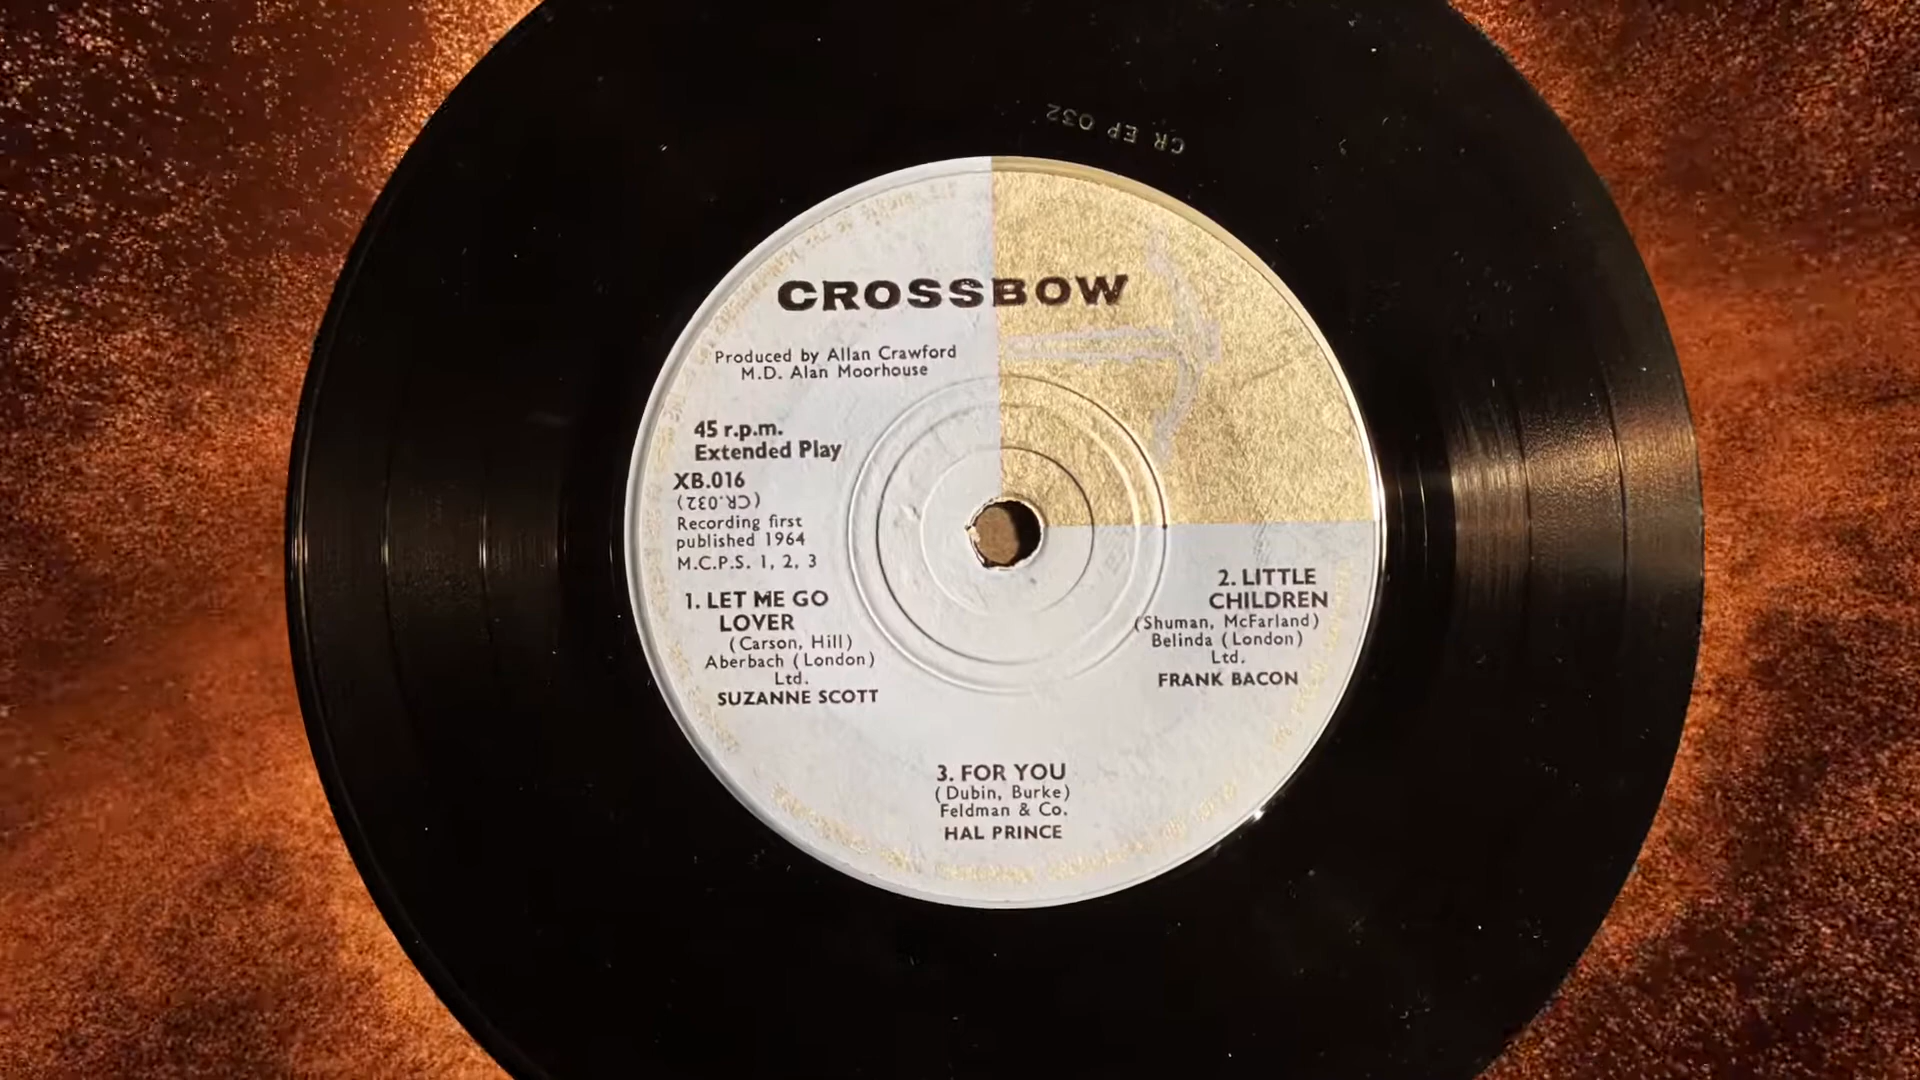 CR EP 032
CROSSBOW
Produced by Allan Crawford
M.D. Alan Moorhouse
45 r.p.m.
Extended Play
XB.016
(CR.032)
Recording first
published 1964
M.C.P.S. 1, 2, 3
1. LET ME GO
LOVER
(Carson, Hill)
Aberbach (London)
Ltd.
SUZANNE SCOTT
2. LITTLE
CHILDREN
(Shuman, McFarland)
Belinda (London)
Ltd.
FRANK BACON
3. FOR YOU
(Dubin, Burke)
Feldman & Co.
HAL PRINCE